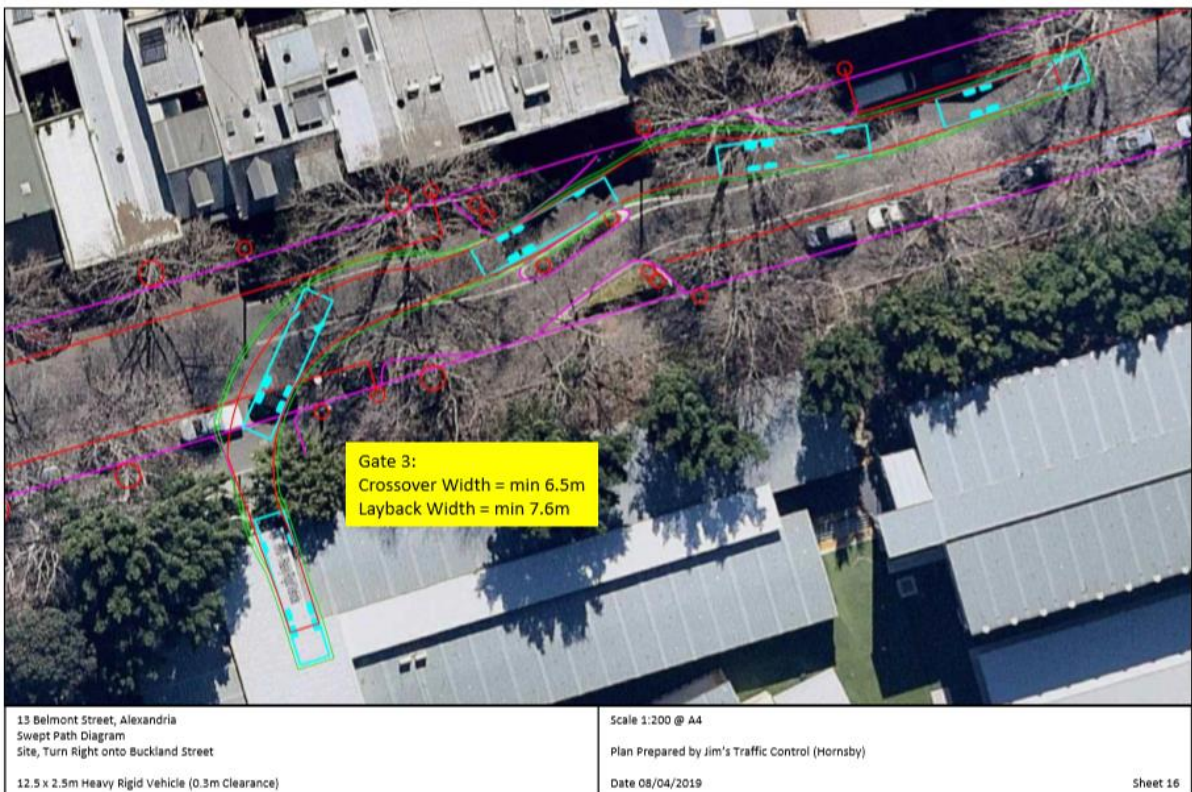 Gate 3:
Crossover Width = min 6.5m
Layback Width = min 7.6m
13 Belmont Street, Alexandria
Swept Path Diagram
Site, Turn Right onto Buckland Street
12.5 x 2.5m Heavy Rigid Vehicle (0.3m Clearance)
Scale 1:200 @ A4
Plan Prepared by Jim's Traffic Control (Hornsby)
Date 08/04/2019
Sheet 16